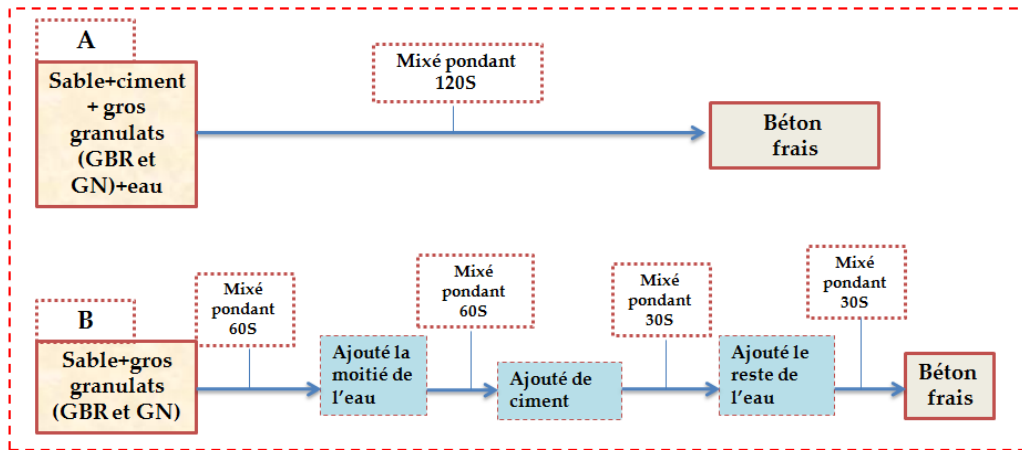 A
Sable+ciment
+ gros
granulats
(GBR et
GN)+eau
Mixé pondant
120S
Béton
frais
B
Sable+gros
granulats
(GBR et GN)
Mixé
pondant
60S
Ajouté la
moitié de
l'eau
Mixé
pondant
60S
Ajouté de
ciment
Mixé
pondant
30S
Ajouté le
reste de
l'eau
Mixé
pondant
30S
Béton
frais